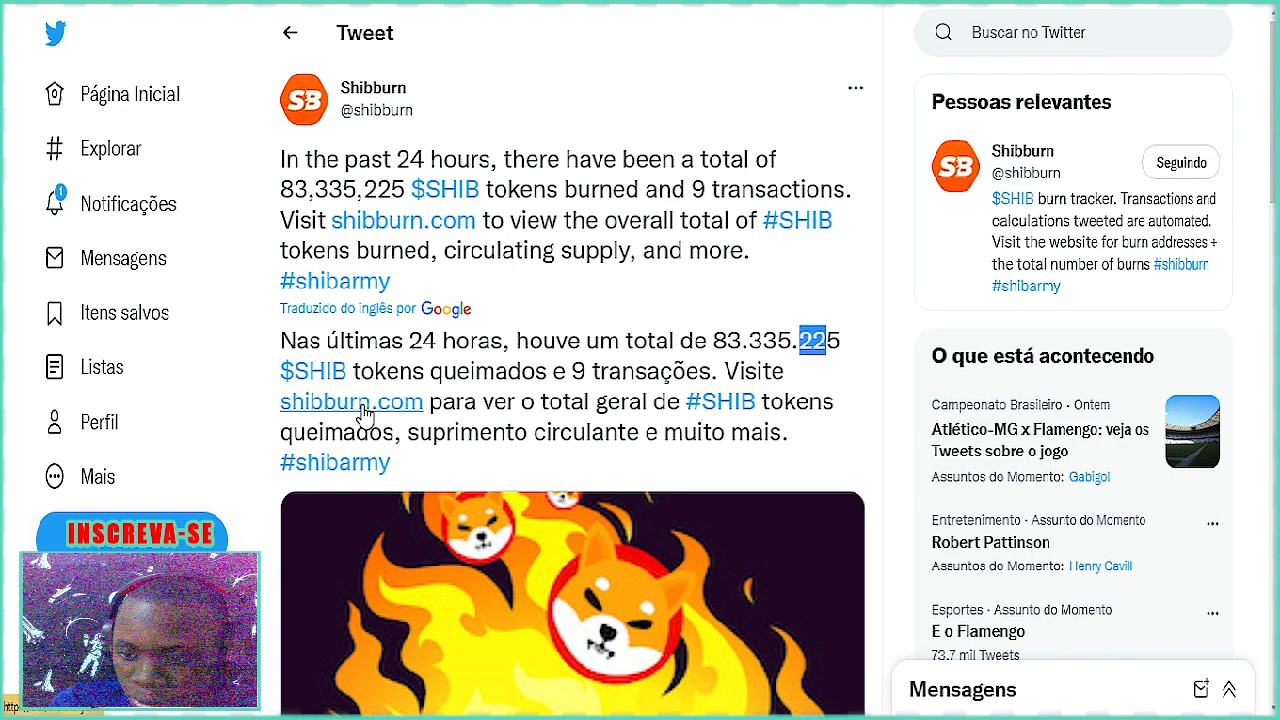 Tweet
Buscar no Twitter
Página Inicial
Explorar
1
Notificações
Mensagens
Itens salvos
Listas
Perfil
Mais
INSCREVA-SE
SB
Shibburn
@shibburn
In the past 24 hours, there have been a total of
83,335,225 $SHIB tokens burned and 9 transactions.
Visit shibburn.com to view the overall total of #SHIB
tokens burned, circulating supply, and more.
#shibarmy
Traduzido do inglês por Google
Nas últimas 24 horas, houve um total de 83.335.225
$SHIB tokens queimados e 9 transações. Visite
shibburn.com para ver o total geral de #SHIB tokens
queimados, suprimento circulante e muito mais.
#shibarmy
Pessoas relevantes
SB
Shibburn
@shibburn
Seguindo
$SHIB burn tracker. Transactions and
calculations tweeted are automated.
Visit the website for burn addresses +
the total number of burns #shibburn
#shibarmy
O que está acontecendo
Campeonato Brasileiro · Ontem
Atlético-MG x Flamengo: veja os
Tweets sobre o jogo
Assuntos do Momento: Gabigol
Entretenimento · Assunto do Momento
Robert Pattinson
Assuntos do Momento: Henry Cavill
Esportes · Assunto do Momento
E o Flamengo
73,7 mil Tweets
Mensagens